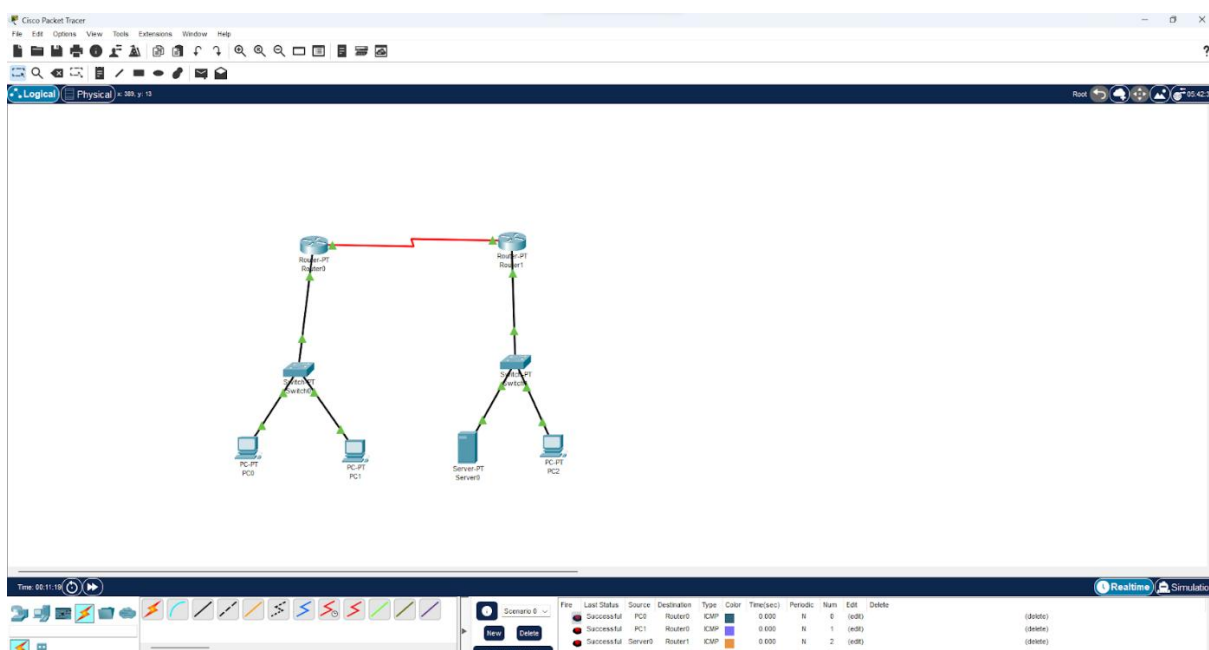 Cisco Packet Tracer
File Edit Options View Tools Extensions Window Help
?
Logical Physical x: 389, y: 13 Root
Router-PT
Router0
Router-PT
Router1
Switch-PT
Switch0
Switch-PT
PC-PT
PC0
PC-PT
PC1
Server-PT
Server0
PC-PT
PC2
Time: 00:11:19 Realtime
Scenario 0
New Delete
Fire Last Status Source Destination Type Color Time(sec) Periodic Num Edit Delete
Successful PC0 Router0 ICMP 0.000 N 0 (edit) (delete)
Successful PC1 Router0 ICMP 0.000 N 1 (edit) (delete)
Successful Server0 Router1 ICMP 0.000 N 2 (edit) (delete)